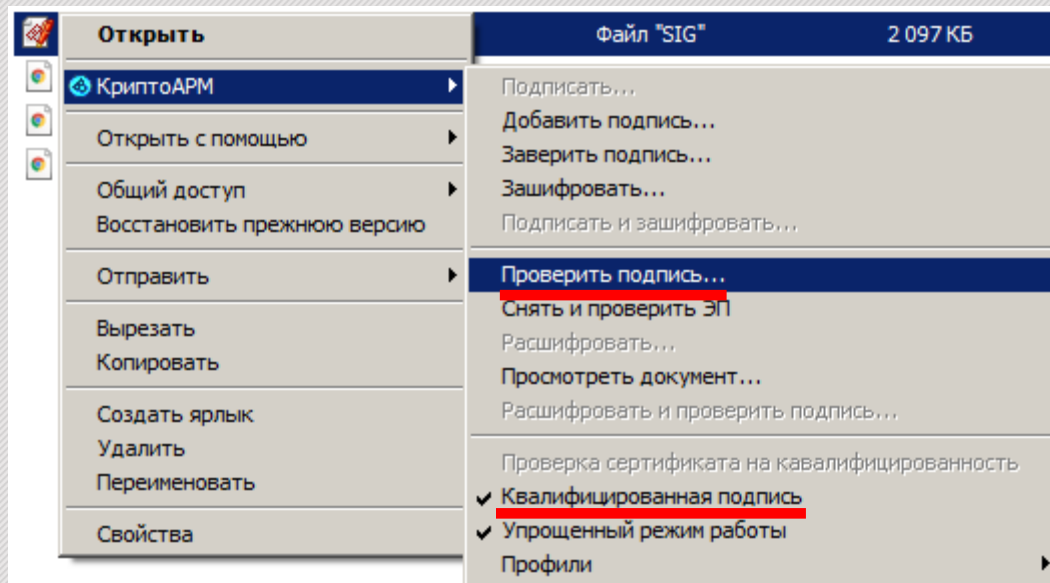 Открыть
Файл "SIG" 2 097 КБ
КриптоАРМ
Открыть с помощью
Общий доступ
Восстановить прежнюю версию
Отправить
Вырезать
Копировать
Создать ярлык
Удалить
Переименовать
Свойства
Подписать...
Добавить подпись...
Заверить подпись...
Зашифровать...
Подписать и зашифровать...
Проверить подпись...
Снять и проверить ЭП
Расшифровать...
Просмотреть документ...
Расшифровать и проверить подпись...
Проверка сертификата на кавалифицированность
Квалифицированная подпись
Упрощенный режим работы
Профили